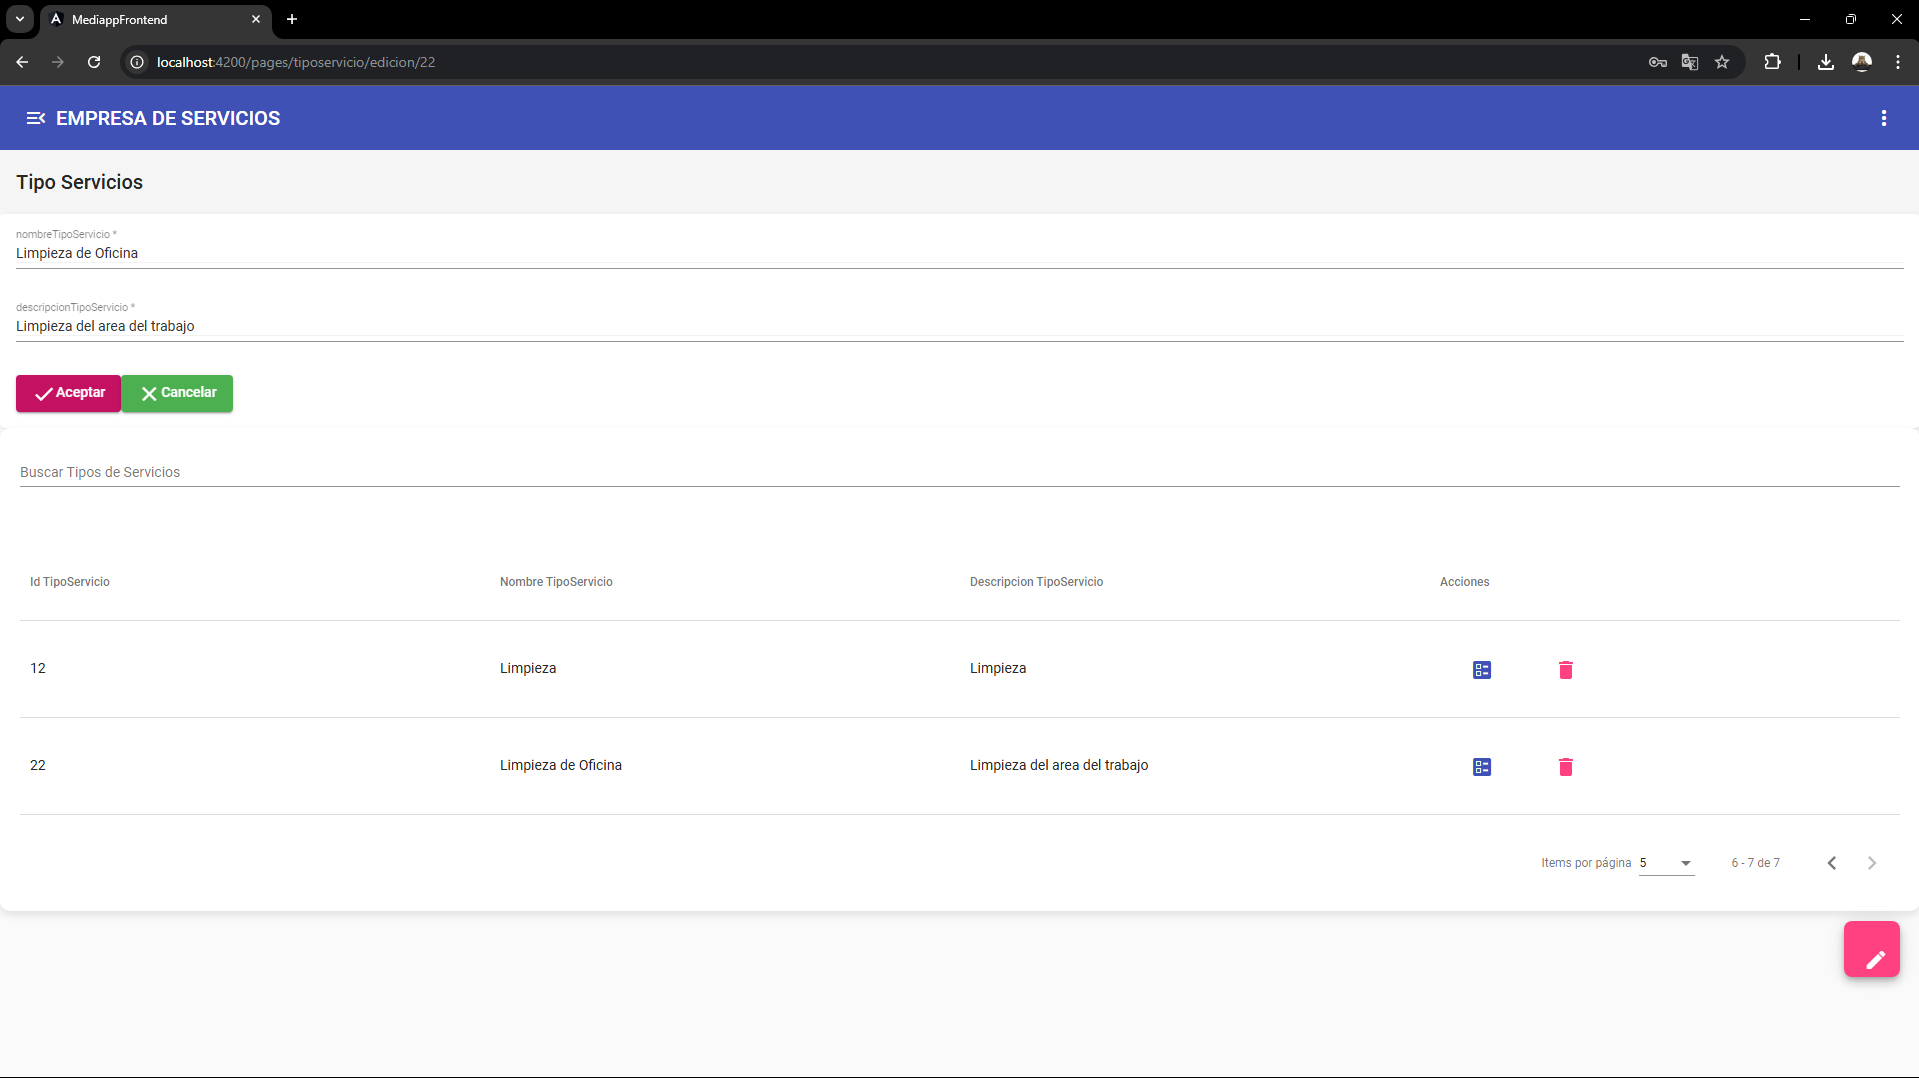 MediappFrontend
localhost:4200/pages/tiposervicio/edicion/22
EMPRESA DE SERVICIOS
Tipo Servicios
nombreTipoServicio *
Limpieza de Oficina
descripcionTipoServicio *
Limpieza del area del trabajo
Aceptar Cancelar
Buscar Tipos de Servicios
Id TipoServicio Nombre TipoServicio Descripcion TipoServicio Acciones
12 Limpieza Limpieza
22 Limpieza de Oficina Limpieza del area del trabajo
Items por página 5 6 - 7 de 7